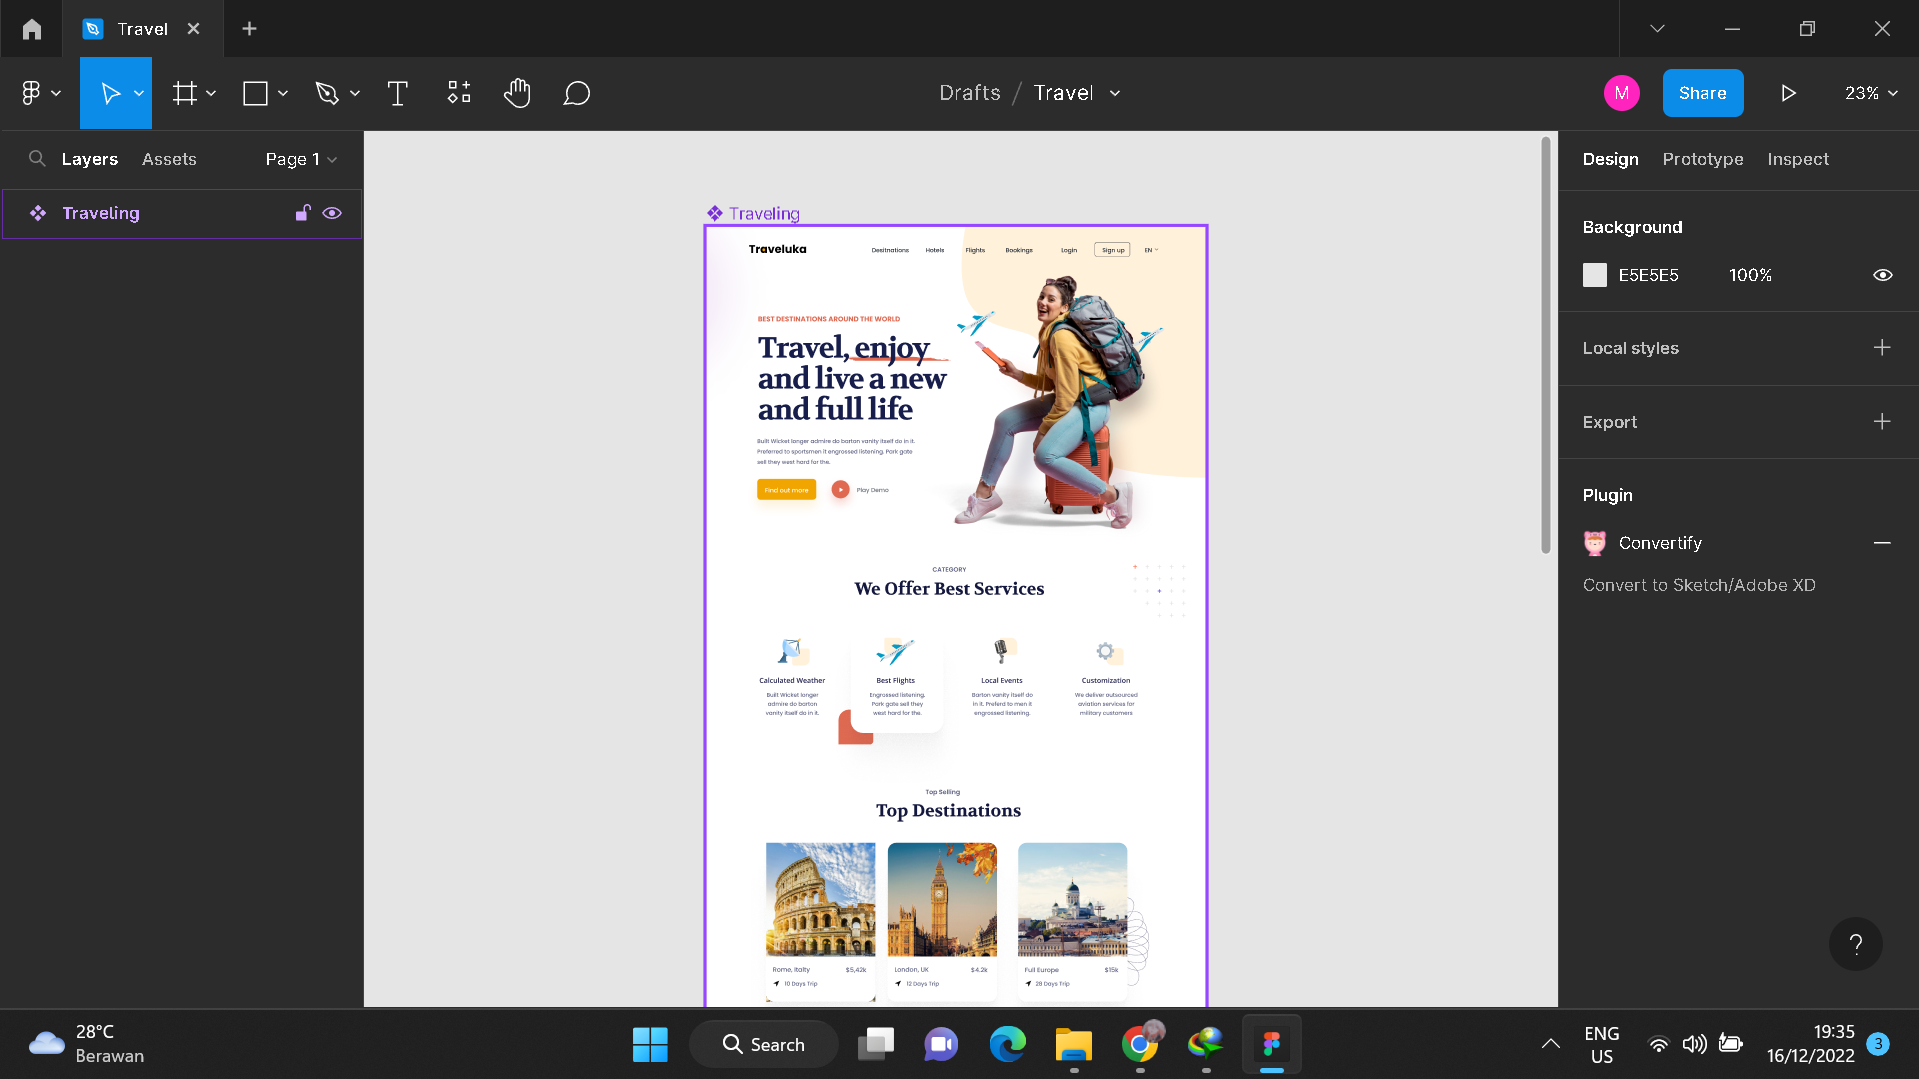 Travel
Drafts / Travel
M
Share
23%
Layers
Assets
Page 1
Traveling
Traveling
Traveluka
Desitnations
Hotels
Flights
Bookings
Login
Sign up
EN
BEST DESTINATIONS AROUND THE WORLD
Travel, enjoy
and live a new
and full life
Built Wicket longer admire do barton vanity itself do in it.
Preferred to sportsmen it engrossed listening. Park gate
sell they west hard for the.
Find out more
Play Demo
CATEGORY
We Offer Best Services
Calculated Weather
Built Wicket longer
admire do barton
vanity itself do in it.
Best Flights
Engrossed listening.
Park gate sell they
west hard for the.
Local Events
Barton vanity itself do
in it. Preferd to men it
engrossed listening.
Customization
We deliver outsourced
aviation services for
military customers
Top Selling
Top Destinations
Rome, Italty
$5,42k
10 Days Trip
London, UK
$4.2k
12 Days Trip
Full Europe
$15k
28 Days Trip
Design
Prototype
Inspect
Background
E5E5E5
100%
Local styles
Export
Plugin
Convertify
Convert to Sketch/Adobe XD
?
28°C
Berawan
Search
ENG
US
19:35
16/12/2022
3